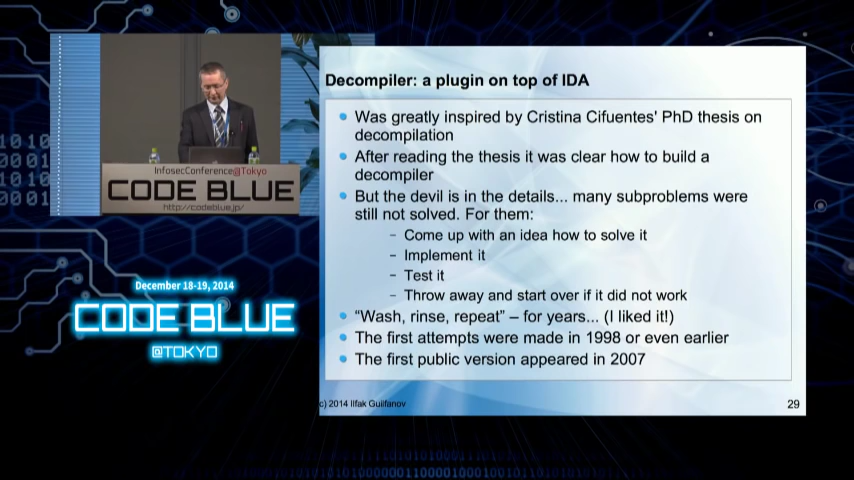 InfosecConference@Tokyo
CODE BLUE
http://codeblue.jp/
December 18-19, 2014
CODE BLUE
@TOKYO
Decompiler: a plugin on top of IDA
Was greatly inspired by Cristina Cifuentes' PhD thesis on
decompilation
After reading the thesis it was clear how to build a
decompiler
But the devil is in the details... many subproblems were
still not solved. For them:
– Come up with an idea how to solve it
– Implement it
– Test it
– Throw away and start over if it did not work
“Wash, rinse, repeat” – for years... (I liked it!)
The first attempts were made in 1998 or even earlier
The first public version appeared in 2007
c) 2014 Ilfak Guilfanov
29